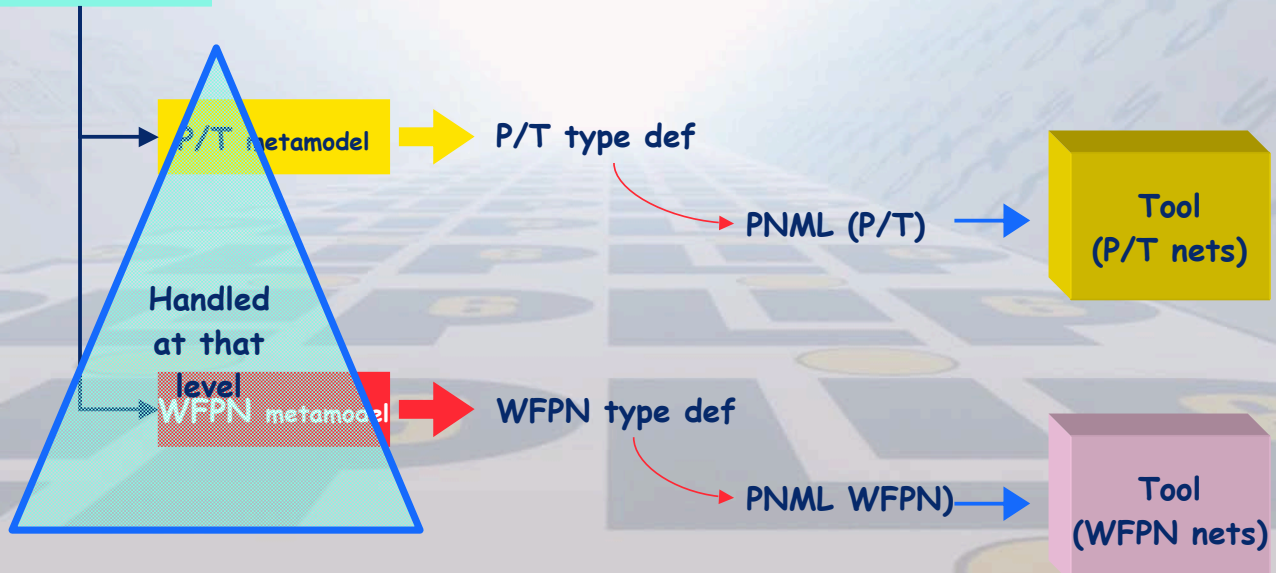 P/T metamodel
P/T type def
PNML (P/T)
Tool
(P/T nets)
Handled
at that
level
WFPN metamodel
WFPN type def
PNML WFPN)
Tool
(WFPN nets)